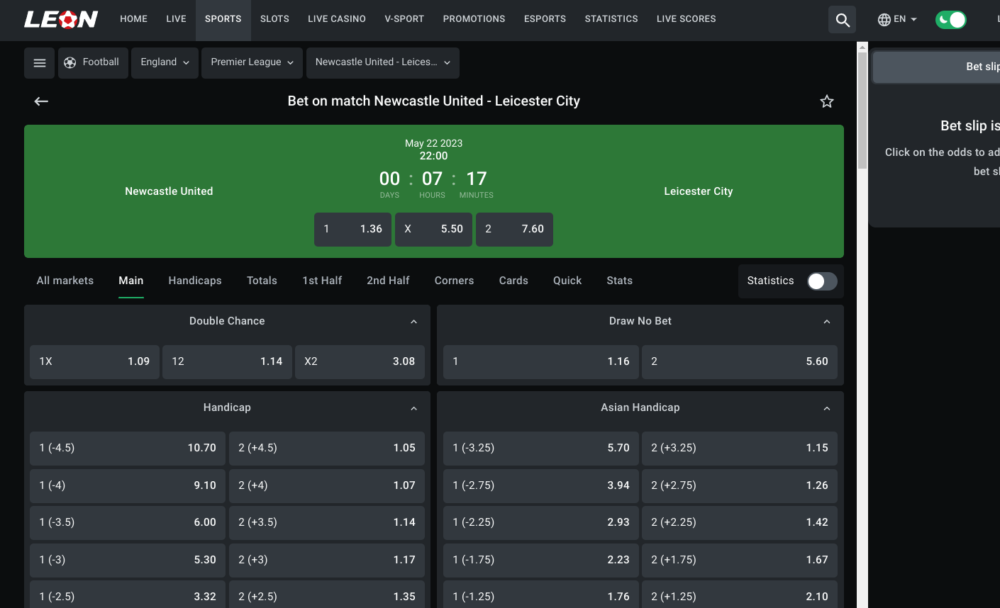 LEON HOME LIVE SPORTS SLOTS LIVE CASINO V-SPORT PROMOTIONS ESPORTS STATISTICS LIVE SCORES EN
Football England Premier League Newcastle United - Leices...
Bet on match Newcastle United - Leicester City
May 22 2023
22:00
00 : 07 : 17
DAYS HOURS MINUTES
Newcastle United Leicester City
1 1.36 X 5.50 2 7.60
All markets Main Handicaps Totals 1st Half 2nd Half Corners Cards Quick Stats Statistics
Double Chance
1X 1.09 12 1.14 X2 3.08
Draw No Bet
1 1.16 2 5.60
Handicap
1 (-4.5) 10.70 2 (+4.5) 1.05
1 (-4) 9.10 2 (+4) 1.07
1 (-3.5) 6.00 2 (+3.5) 1.14
1 (-3) 5.30 2 (+3) 1.17
1 (-2.5) 3.32 2 (+2.5) 1.35
Asian Handicap
1 (-3.25) 5.70 2 (+3.25) 1.15
1 (-2.75) 3.94 2 (+2.75) 1.26
1 (-2.25) 2.93 2 (+2.25) 1.42
1 (-1.75) 2.23 2 (+1.75) 1.67
1 (-1.25) 1.76 2 (+1.25) 2.10
Bet slip
Bet slip is
Click on the odds to ad
bet sl